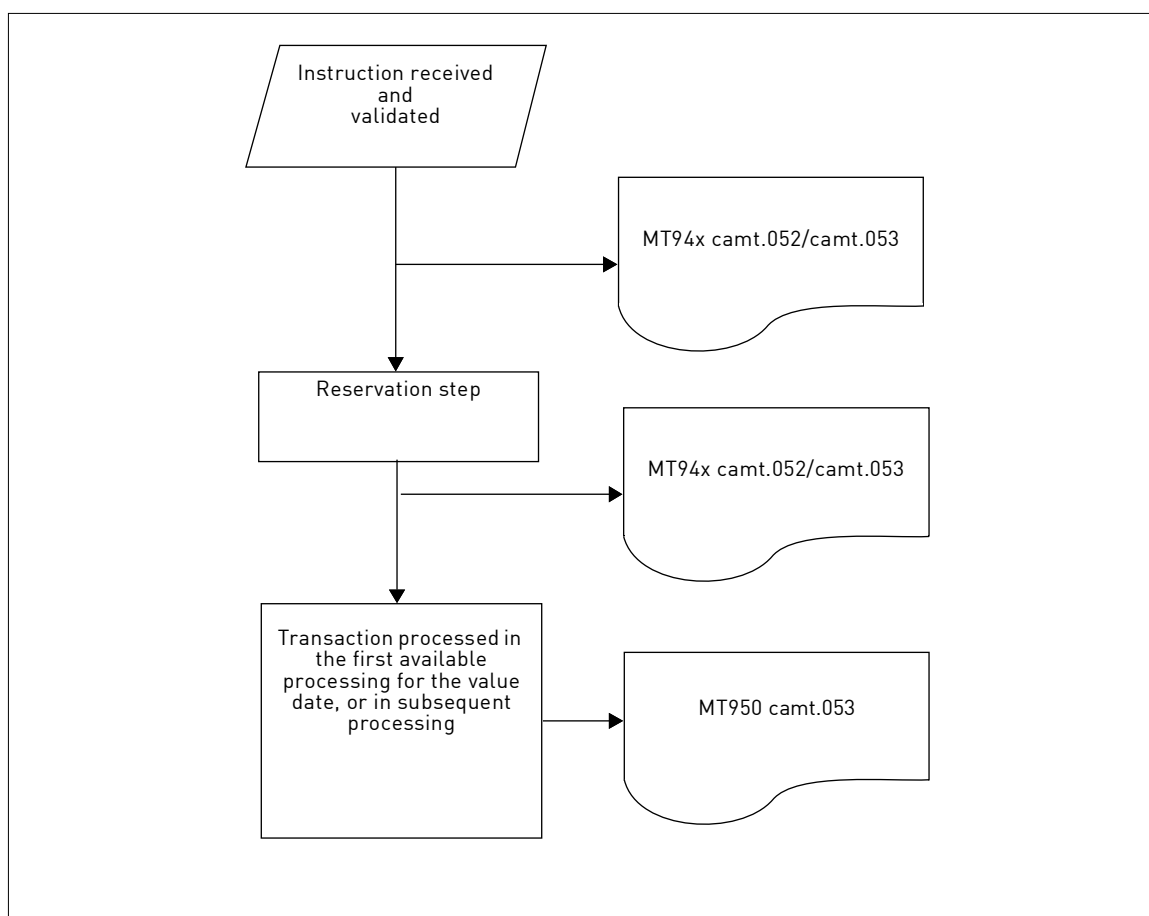 Instruction received
and
validated
MT94x camt.052/camt.053
Reservation step
MT94x camt.052/camt.053
Transaction processed in
the first available
processing for the value
date, or in subsequent
processing
MT950 camt.053